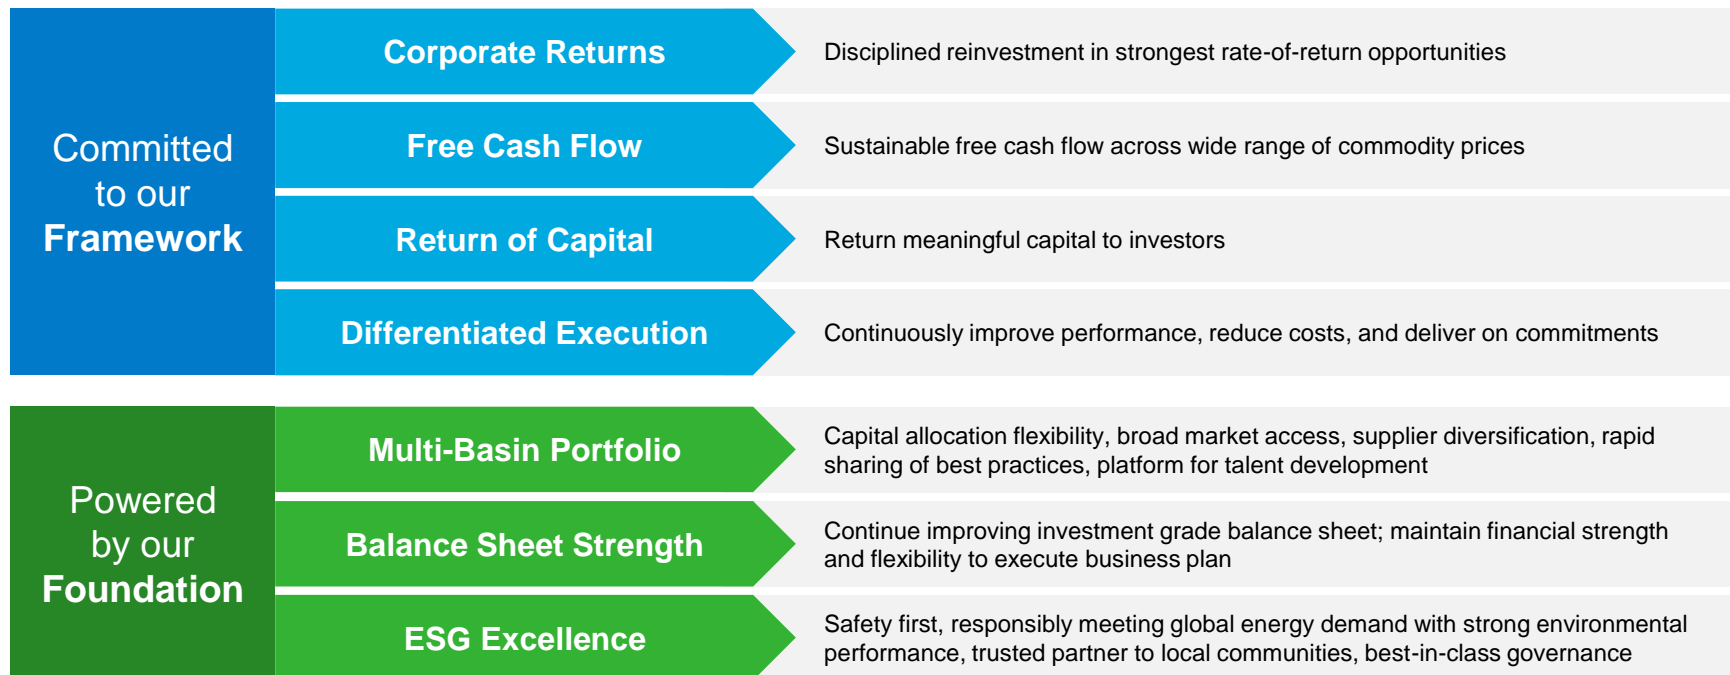 Committed
to our
Framework
Corporate Returns
Disciplined reinvestment in strongest rate-of-return opportunities
Free Cash Flow
Sustainable free cash flow across wide range of commodity prices
Return of Capital
Return meaningful capital to investors
Differentiated Execution
Continuously improve performance, reduce costs, and deliver on commitments
Powered
by our
Foundation
Multi-Basin Portfolio
Capital allocation flexibility, broad market access, supplier diversification, rapid
sharing of best practices, platform for talent development
Balance Sheet Strength
Continue improving investment grade balance sheet; maintain financial strength
and flexibility to execute business plan
ESG Excellence
Safety first, responsibly meeting global energy demand with strong environmental
performance, trusted partner to local communities, best-in-class governance